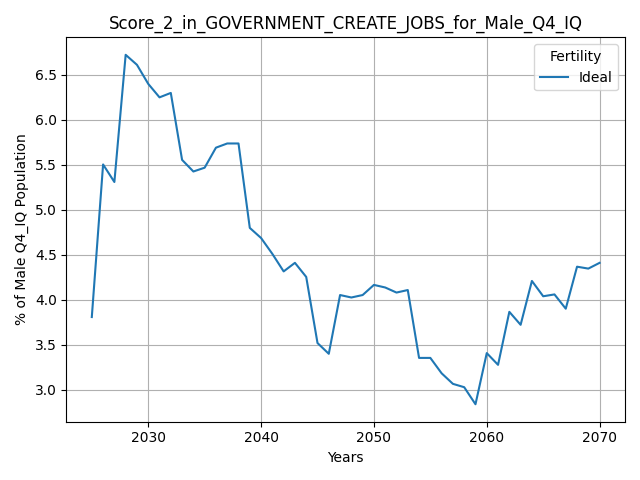 Score_2_in_GOVERNMENT_CREATE_JOBS_for_Male_Q4_IQ
Fertility
Ideal
% of Male Q4_IQ Population
6.5
6.0
5.5
5.0
4.5
4.0
3.5
3.0
2030 2040 2050 2060 2070
Years